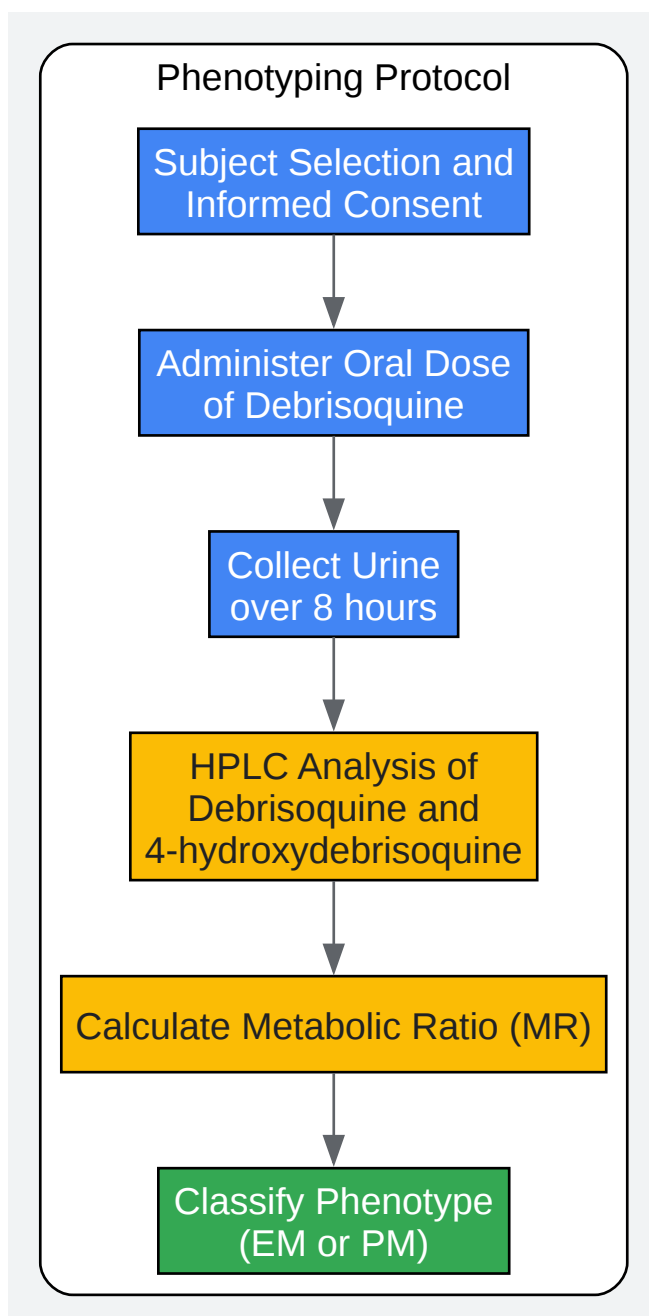 Phenotyping Protocol
Subject Selection and
Informed Consent
Administer Oral Dose
of Debrisoquine
Collect Urine
over 8 hours
HPLC Analysis of
Debrisoquine and
4-hydroxydebrisoquine
Calculate Metabolic Ratio (MR)
Classify Phenotype
(EM or PM)